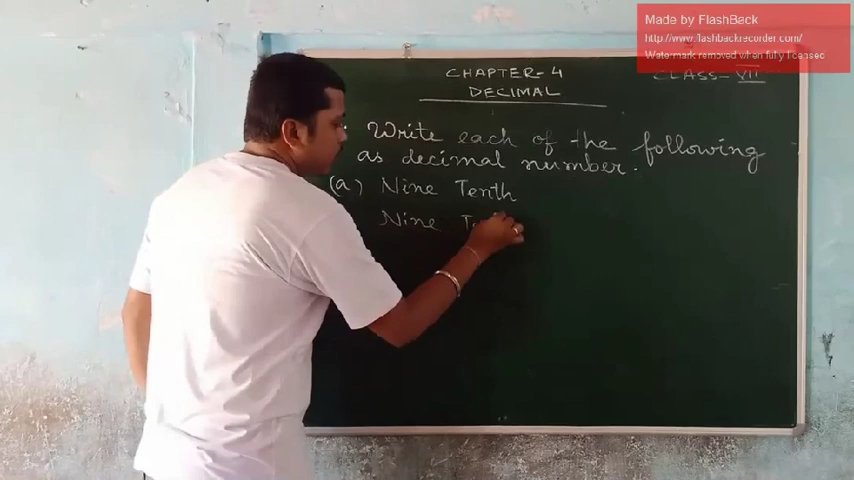 Made by FlashBack
http://www.flashbackrecorder.com/
Watermark removed when fully licensed
CHAPTER-4
CLASS-VII
DECIMAL
Write each of the following
as decimal number.
(a) Nine Tenth
Nine